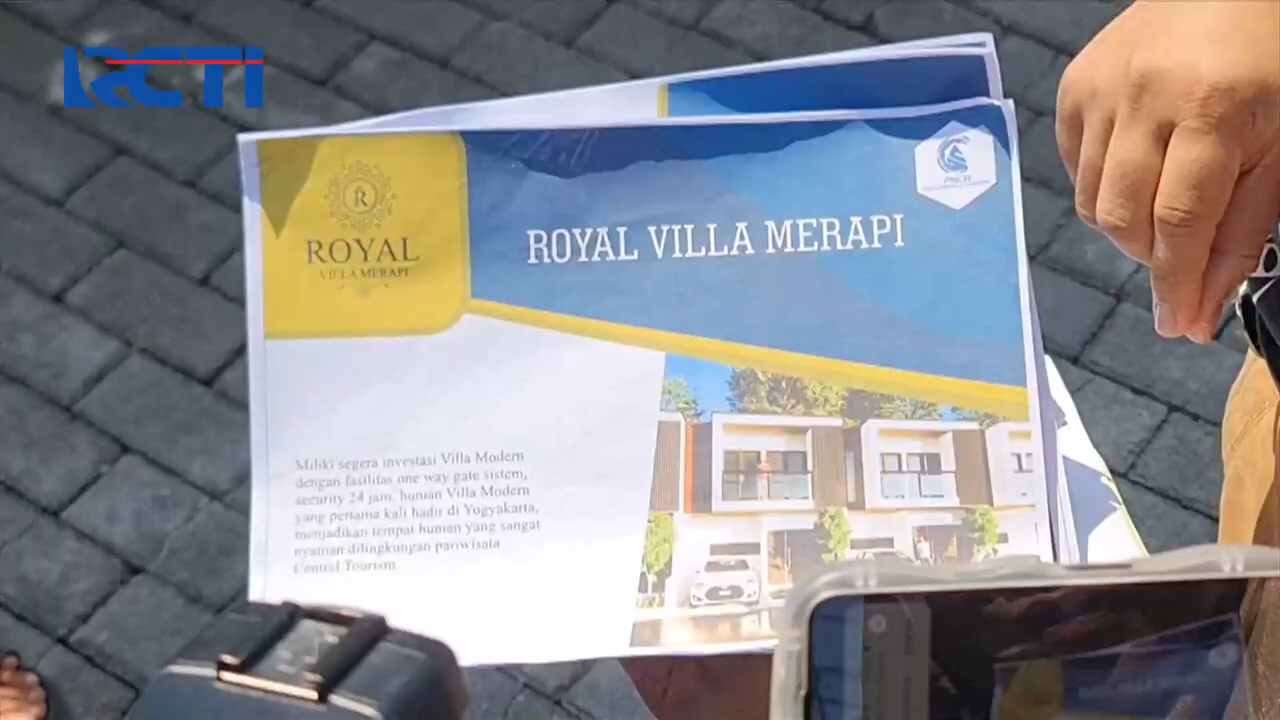 RCTI
ROYAL
VILLA MERAPI
ROYAL VILLA MERAPI
Miliki segera investasi Villa Modern
dengan fasilitas one way gate sistem,
security 24 jam, hunian Villa Modern
yang pertama kali hadir di Yogyakarta,
menjadikan tempat hunian yang sangat
nyaman dilingkungan pariwisata
Central Tourism.